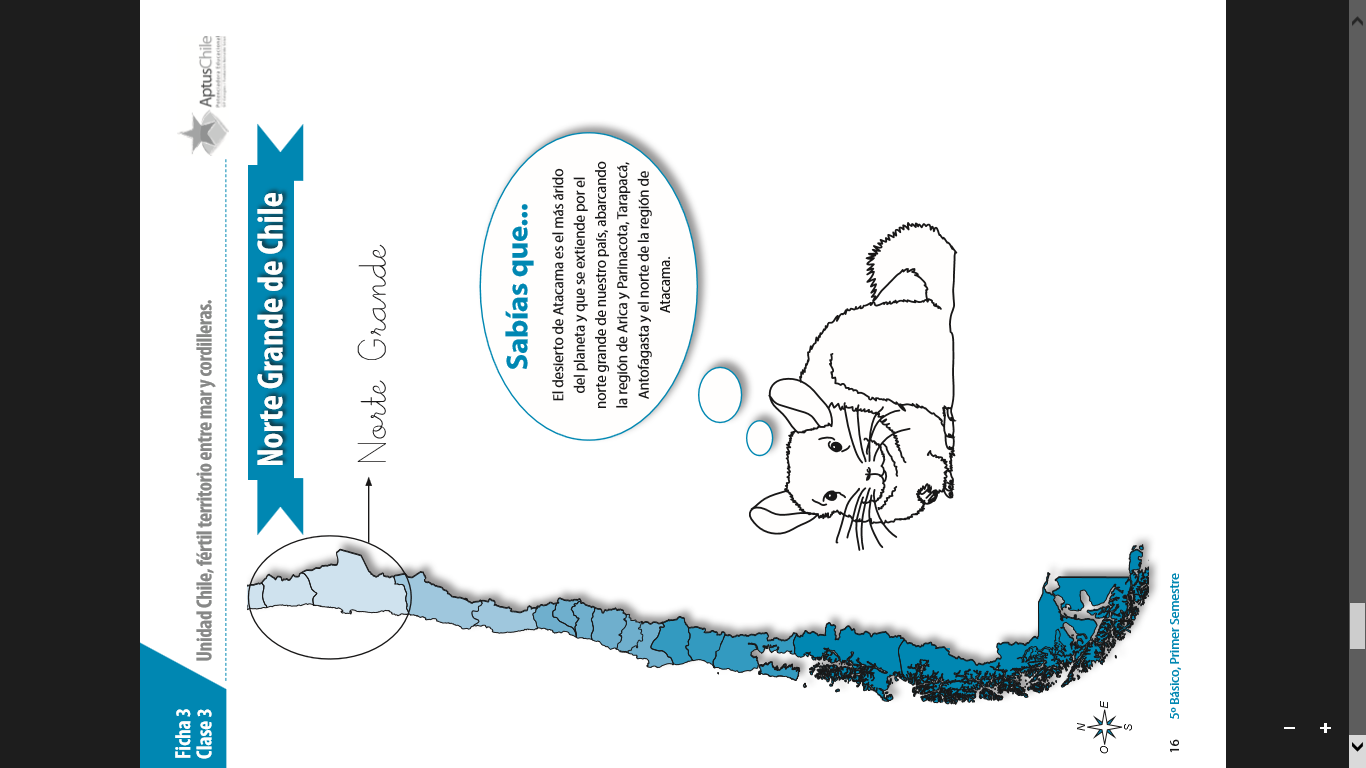 Ficha 3
Clase 3
Unidad Chile, fértil territorio entre mar y cordilleras.
AptusChile
Norte Grande de Chile
Norte Grande
Sabías que...
El desierto de Atacama es el más árido
del planeta y que se extiende por el
norte grande de nuestro país, abarcando
la región de Arica y Parinacota, Tarapacá,
Antofagasta y el norte de la región de
Atacama.
N
O
E
S
16
5º Básico, Primer Semestre